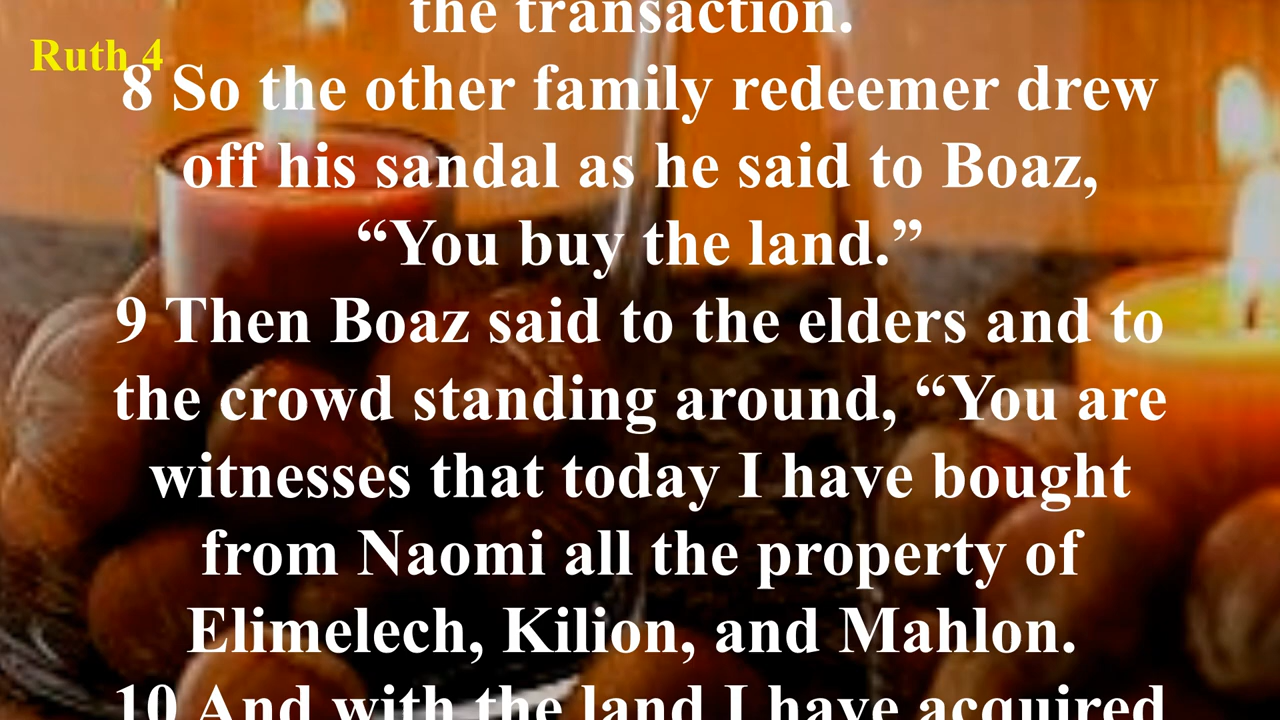 the transaction.
Ruth 4
8 So the other family redeemer drew
off his sandal as he said to Boaz,
“You buy the land.”
9 Then Boaz said to the elders and to
the crowd standing around, “You are
witnesses that today I have bought
from Naomi all the property of
Elimelech, Kilion, and Mahlon.
10 And with the land I have acquired